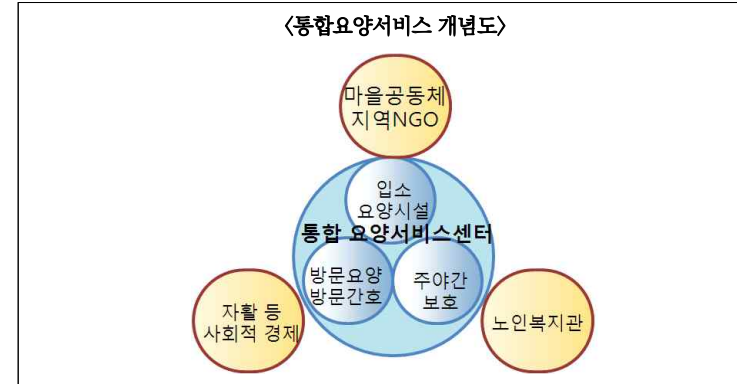 〈통합요양서비스 개념도〉
마을공동체
지역NGO
입소
요양시설
통합 요양서비스센터
방문요양
방문간호
주야간
보호
자활 등
사회적 경제
노인복지관